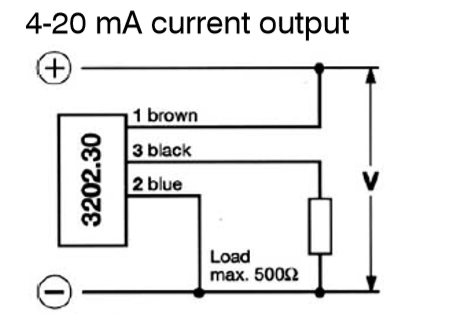 4-20 mA current output
+
1 brown
3 black
3202.30
2 blue
V
Load
max. 500Ω
−